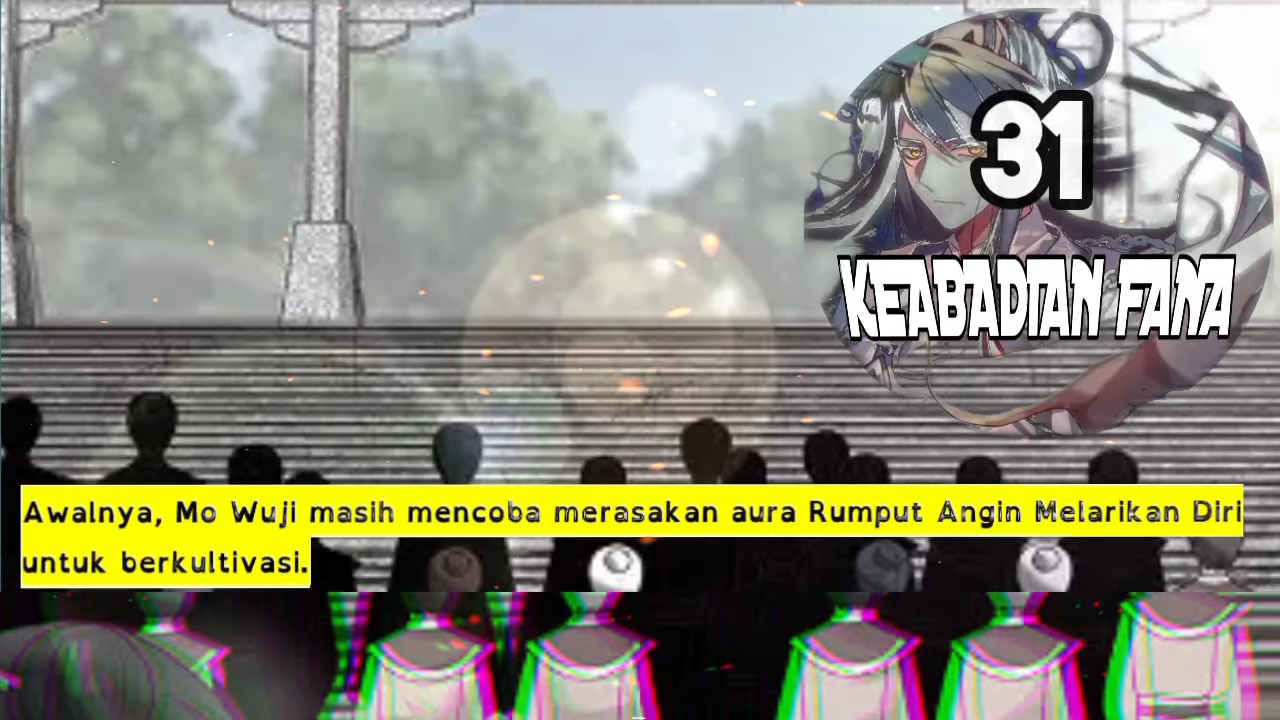 31
KEABADIAN FANA
Awalnya, Mo Wuji masih mencoba merasakan aura Rumput Angin Melarikan Diri
untuk berkultivasi.